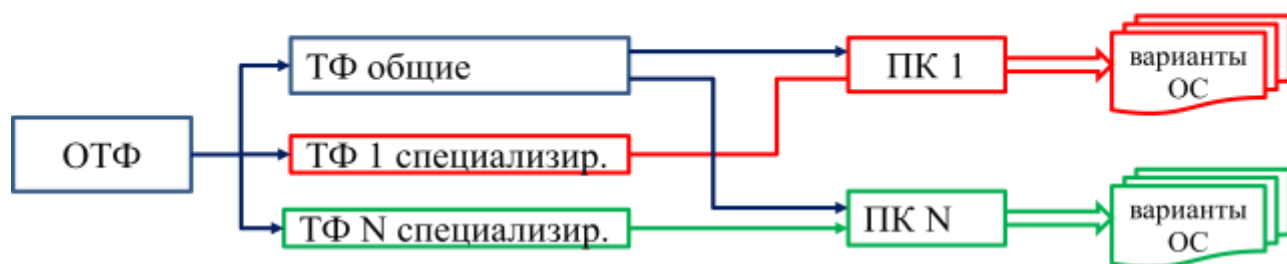 ТФ общие
ПК 1
варианты
ОС
ОТФ
ТФ 1 специализир.
ТФ N специализир.
ПК N
варианты
ОС